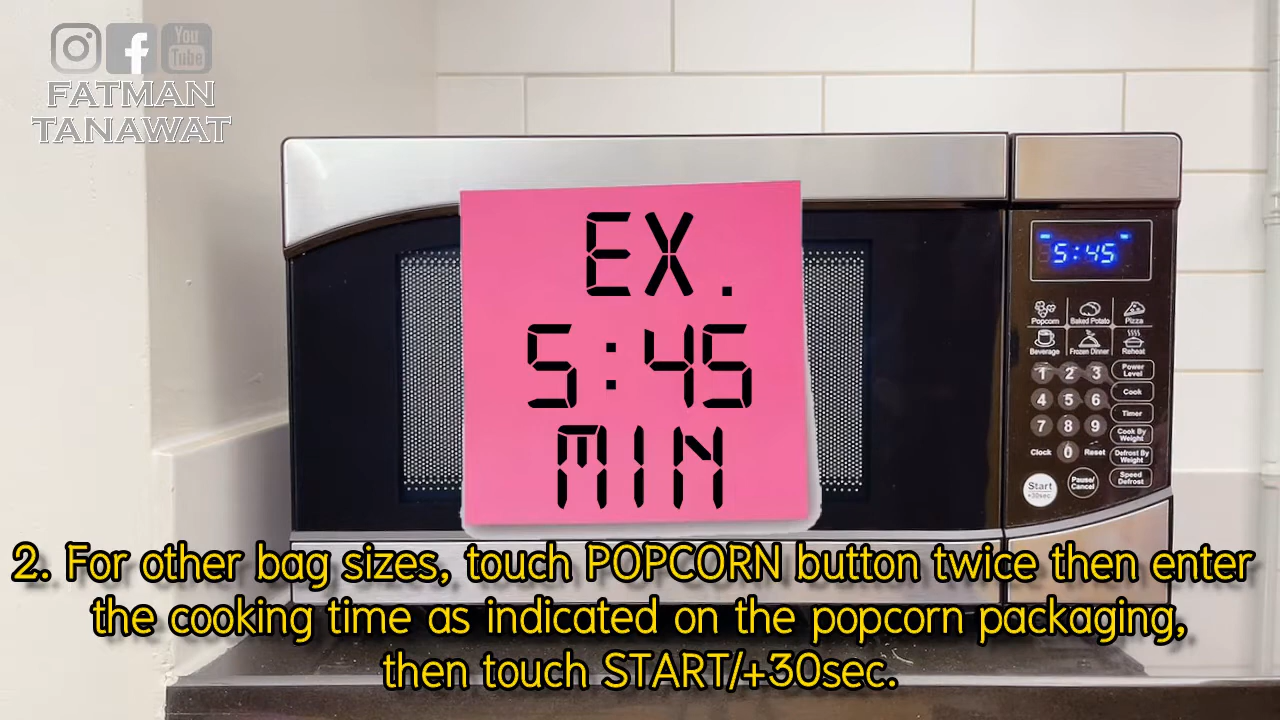 You
Tube
FATMAN
TANAWAT
EX.
5:45
MIN
5:45
Popcorn
Baked Potato
Pizza
Beverage
Frozen Dinner
Reheat
1 2 3
Power
Level
4 5 6
Cook
7 8 9
Timer
Cook By
Weight
Clock 0 Reset
Defrost By
Weight
Start
+30sec
Pause/
Cancel
Speed
Defrost
2. For other bag sizes, touch POPCORN button twice then enter
the cooking time as indicated on the popcorn packaging,
then touch START/+30sec.